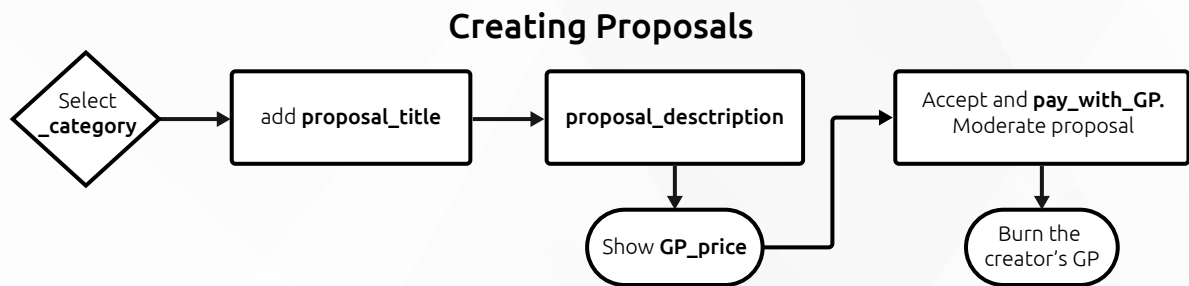 Creating Proposals
Select
_category
add proposal_title
proposal_desctription
Show GP_price
Accept and pay_with_GP.
Moderate proposal
Burn the
creator’s GP